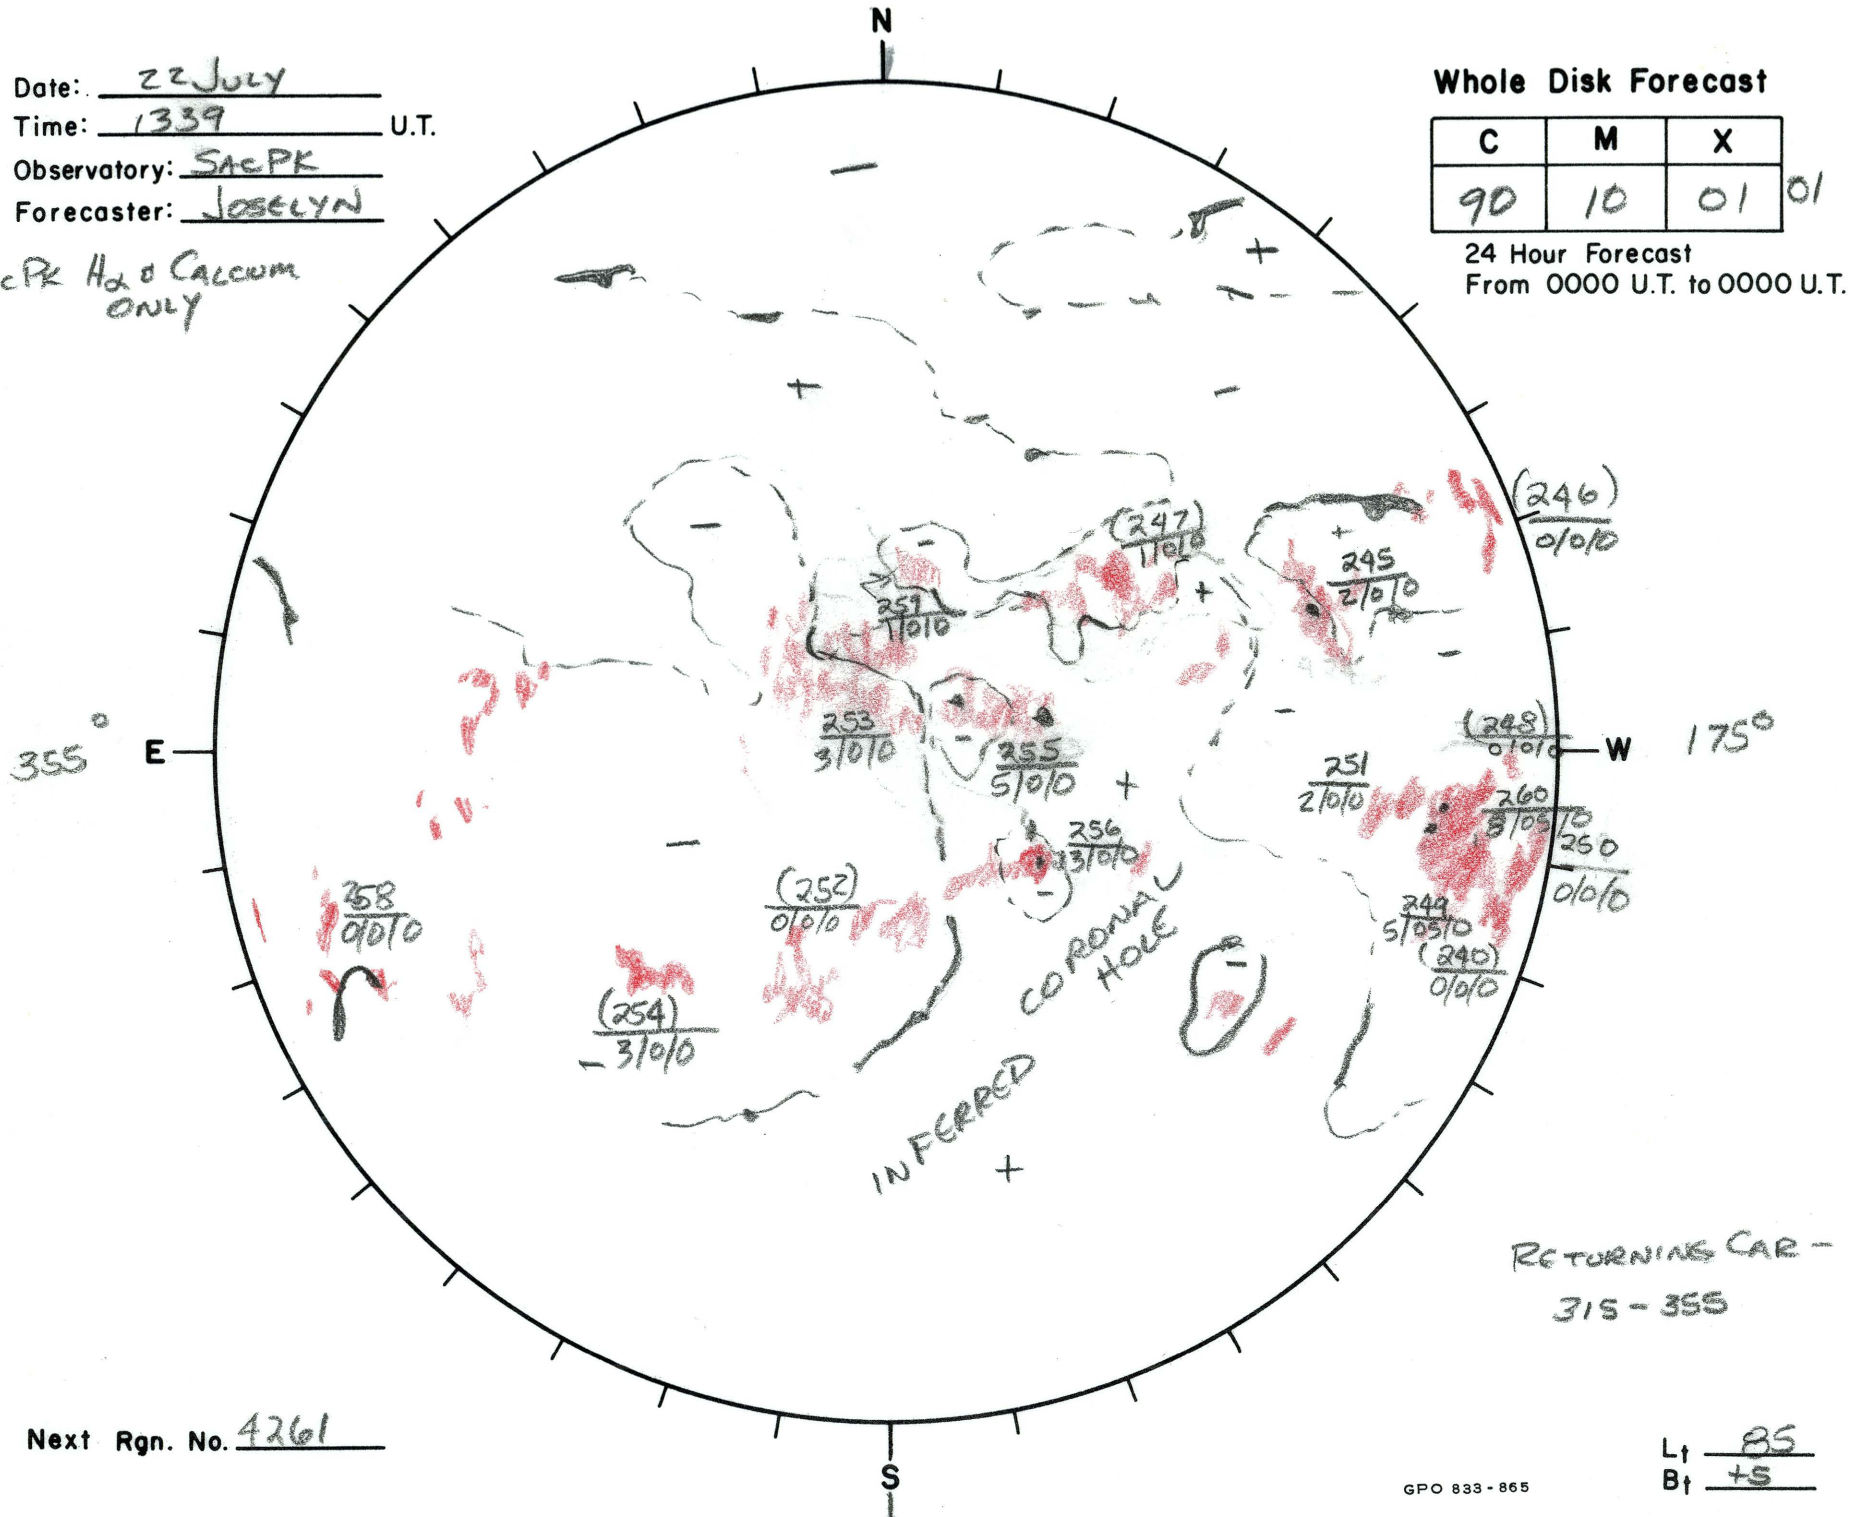 N
Date: 22 JULY
Time: 1339 U.T.
Observatory: SACPK
Forecaster: JOSELYN
cPK Hα & CALCIUM
ONLY
Whole Disk Forecast
C M X
90 10 01 01
24 Hour Forecast
From 0000 U.T. to 0000 U.T.
(246)
0/0/0
(247)
1/0/0
245
2/0/0
259
1/0/0
253
3/0/0
255
5/0/0
(248)
0/0/0
355° E
W 175°
251
2/0/0
260
8/05/0
250
0/0/0
256
3/0/0
(252)
0/0/0
258
0/0/0
249
5/05/0
(240)
0/0/0
(254)
-3/0/0
INFERRED
CORONAL
HOLE
RETURNING CAR-
315-355
Next Rgn. No. 4261
S
GPO 833-865
Lt 85
Bt +5